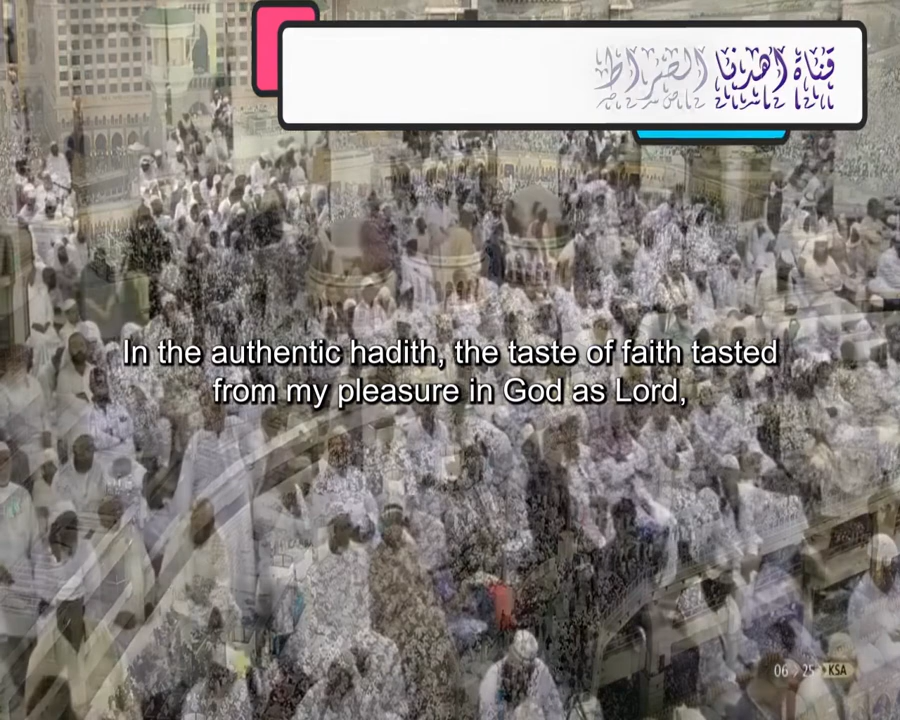 قناة اهدنا الصراط
In the authentic hadith, the taste of faith tasted
from my pleasure in God as Lord,
06 25 KSA